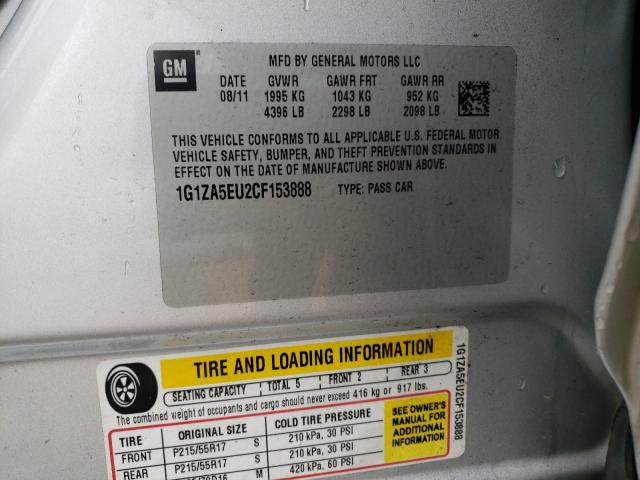 GM
MFD BY GENERAL MOTORS LLC
DATE GVWR GAWR FRT GAWR RR
08/11 1995 KG 1043 KG 952 KG
4396 LB 2298 LB 2098 LB
THIS VEHICLE CONFORMS TO ALL APPLICABLE U.S. FEDERAL MOTOR
VEHICLE SAFETY, BUMPER, AND THEFT PREVENTION STANDARDS IN
EFFECT ON THE DATE OF MANUFACTURE SHOWN ABOVE.
1G1ZA5EU2CF153888 TYPE: PASS CAR
TIRE AND LOADING INFORMATION
SEATING CAPACITY TOTAL 5 FRONT 2 REAR 3
The combined weight of occupants and cargo should never exceed 416 kg or 917 lbs.
TIRE ORIGINAL SIZE COLD TIRE PRESSURE
FRONT P215/55R17 S 210 kPa, 30 PSI
REAR P215/55R17 S 210 kPa, 30 PSI
M 420 kPa, 60 PSI
SEE OWNER'S
MANUAL FOR
ADDITIONAL
INFORMATION
1G1ZA5EU2CF153888